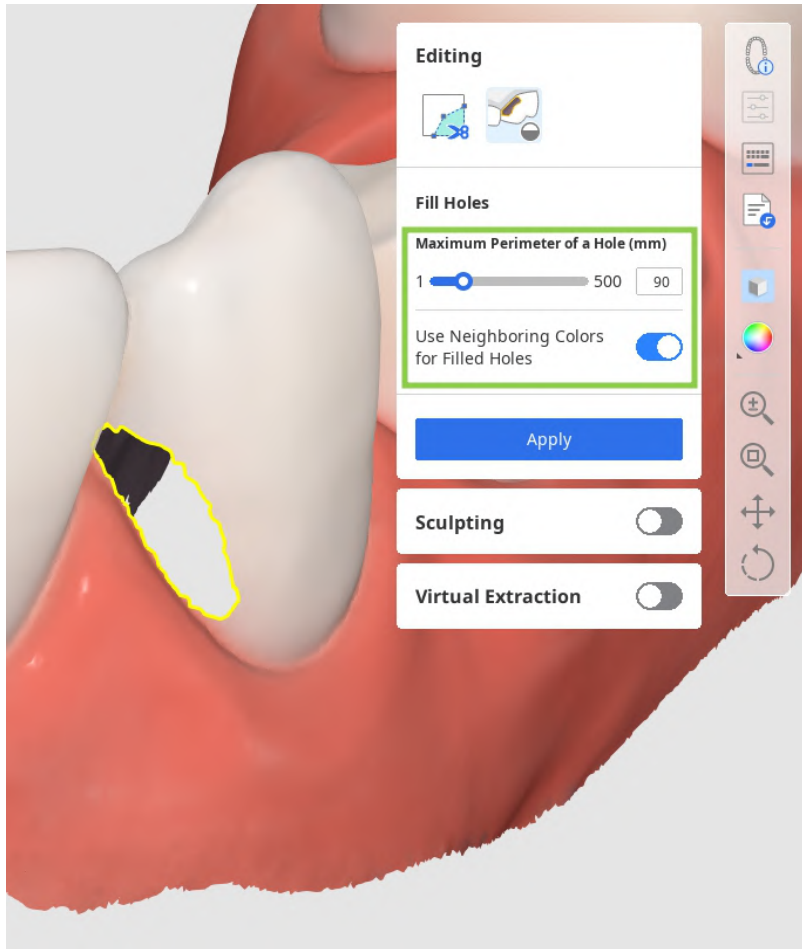 Editing
Fill Holes
Maximum Perimeter of a Hole (mm)
1 500 90
Use Neighboring Colors
for Filled Holes
Apply
Sculpting
Virtual Extraction